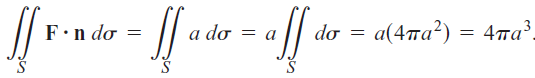 ∬_S F · n dσ = ∬_S a dσ = a ∬_S dσ = a(4πa²) = 4πa³.